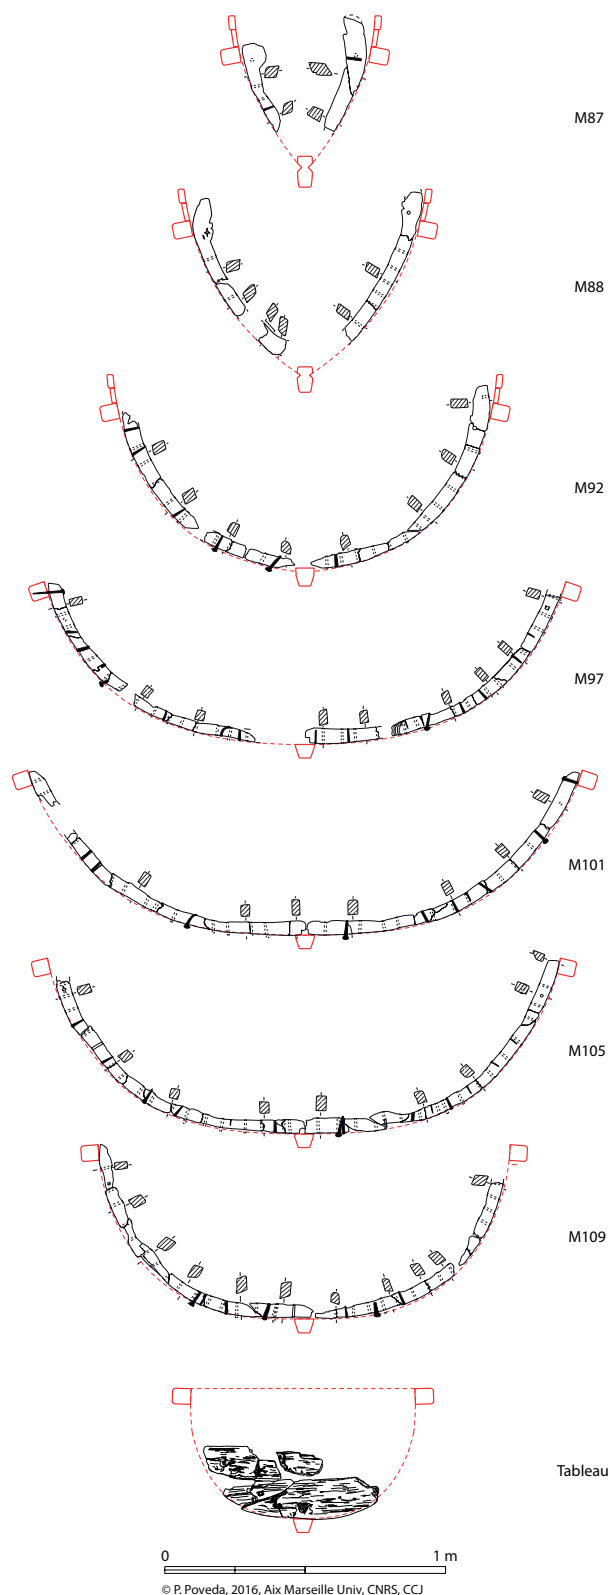 M87
M88
M92
M97
M101
M105
M109
Tableau
0 1 m
© P. Poveda, 2016, Aix Marseille Univ, CNRS, CCJ